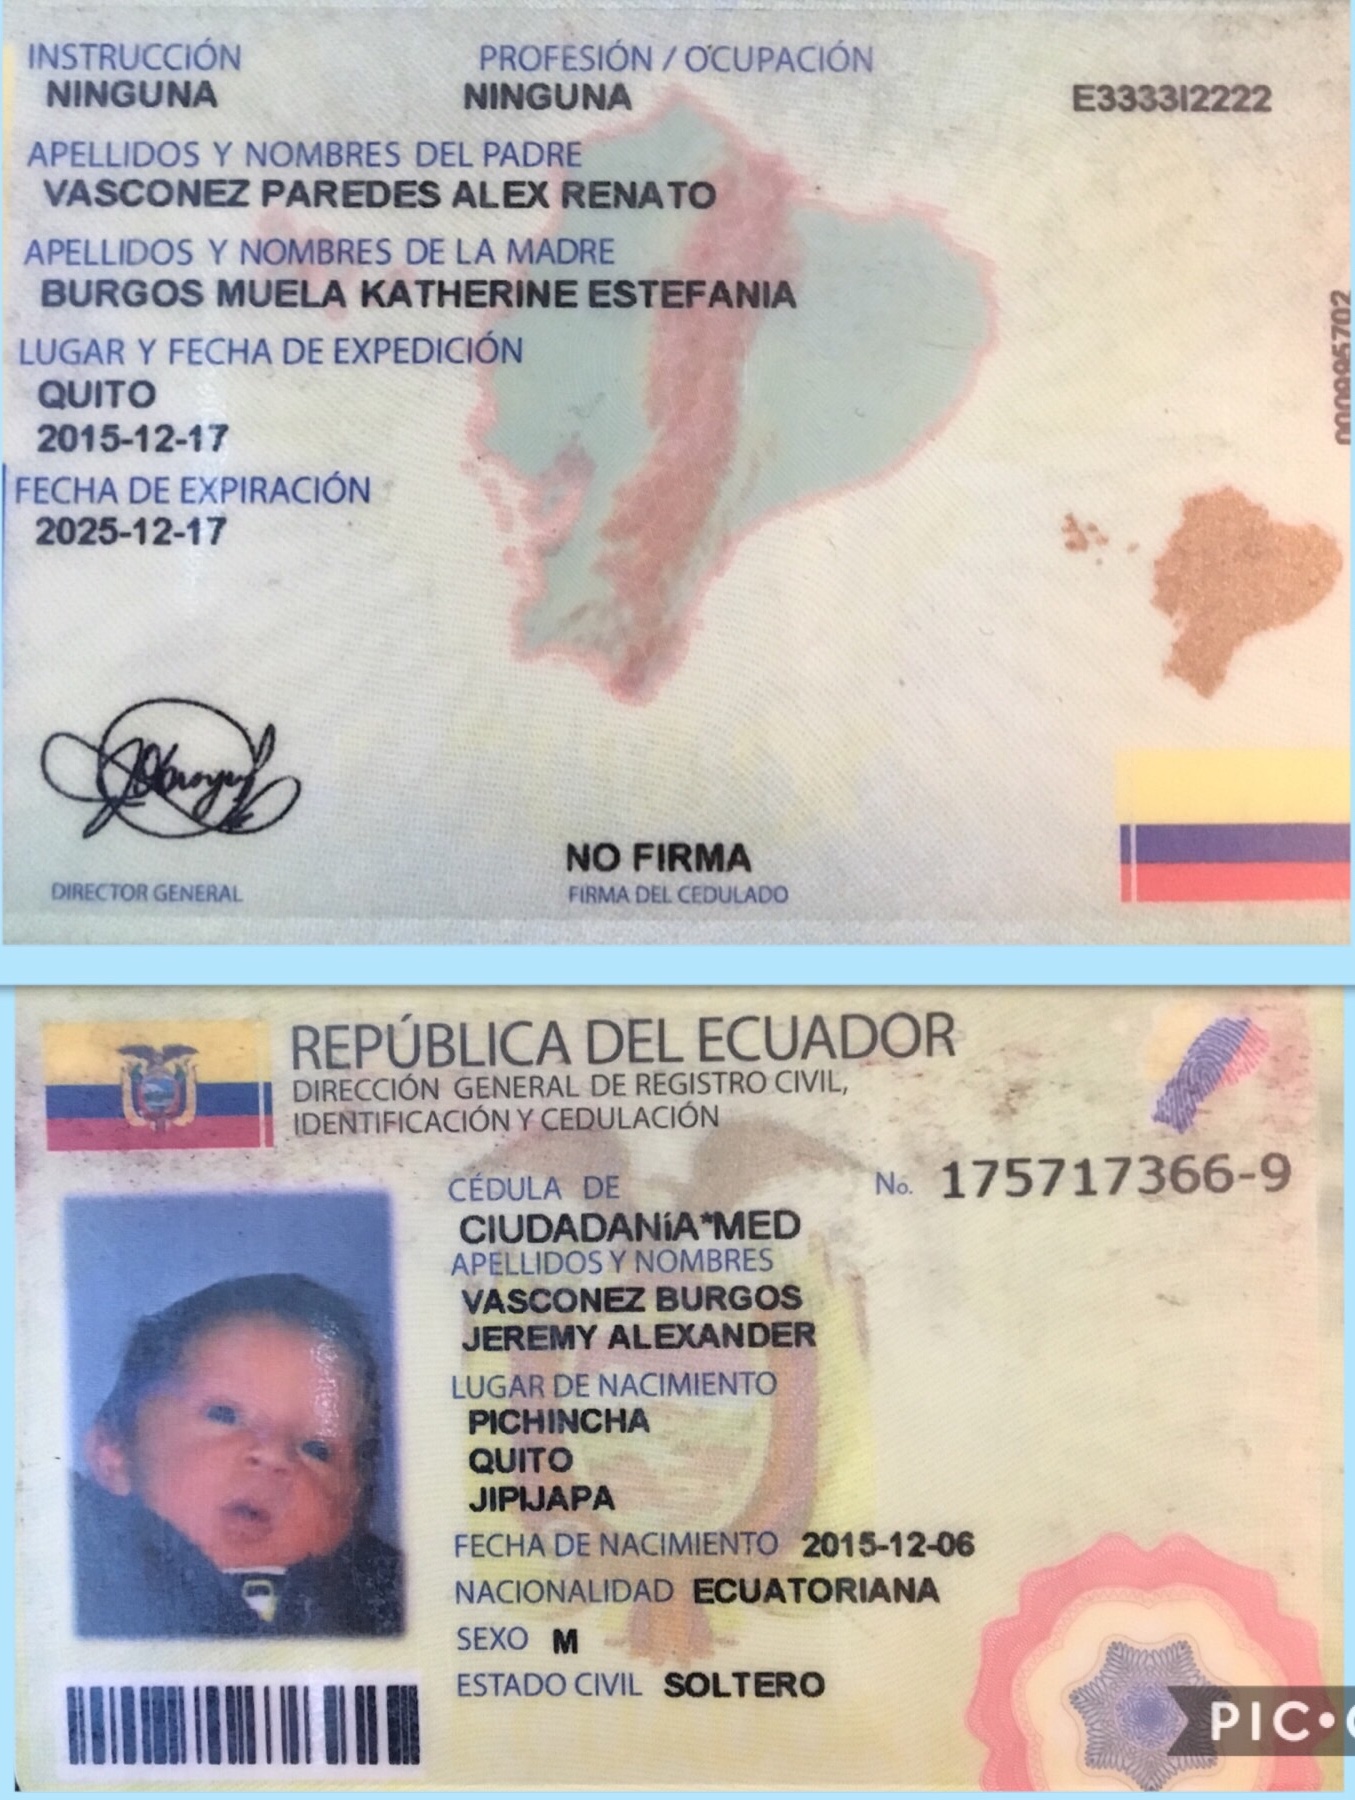 INSTRUCCIÓN PROFESIÓN / OCUPACIÓN
NINGUNA NINGUNA E3333I2222
APELLIDOS Y NOMBRES DEL PADRE
VASCONEZ PAREDES ALEX RENATO
APELLIDOS Y NOMBRES DE LA MADRE
BURGOS MUELA KATHERINE ESTEFANIA
LUGAR Y FECHA DE EXPEDICIÓN
QUITO
2015-12-17
FECHA DE EXPIRACIÓN
2025-12-17
NO FIRMA
DIRECTOR GENERAL FIRMA DEL CEDULADO
REPÚBLICA DEL ECUADOR
DIRECCIÓN GENERAL DE REGISTRO CIVIL,
IDENTIFICACIÓN Y CEDULACIÓN
CÉDULA DE No. 175717366-9
CIUDADANíA*MED
APELLIDOS Y NOMBRES
VASCONEZ BURGOS
JEREMY ALEXANDER
LUGAR DE NACIMIENTO
PICHINCHA
QUITO
JIPIJAPA
FECHA DE NACIMIENTO 2015-12-06
NACIONALIDAD ECUATORIANA
SEXO M
ESTADO CIVIL SOLTERO
PIC•